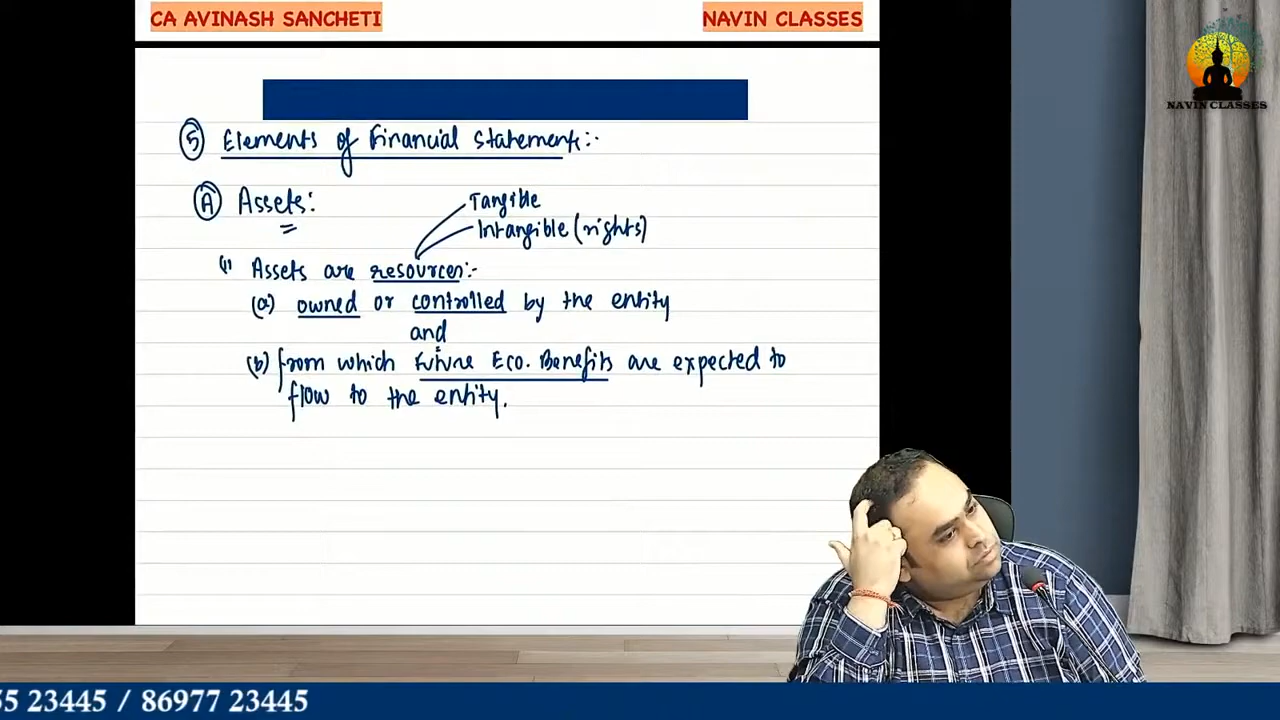 CA AVINASH SANCHETI
NAVIN CLASSES
NAVIN CLASSES
5 Elements of Financial Statement:-
A Assets:
Tangible
Intangible (rights)
(1) Assets are resources:-
(a) owned or controlled by the entity
and
(b) from which future Eco. Benefits are expected to
flow to the entity.
55 23445 / 86977 23445